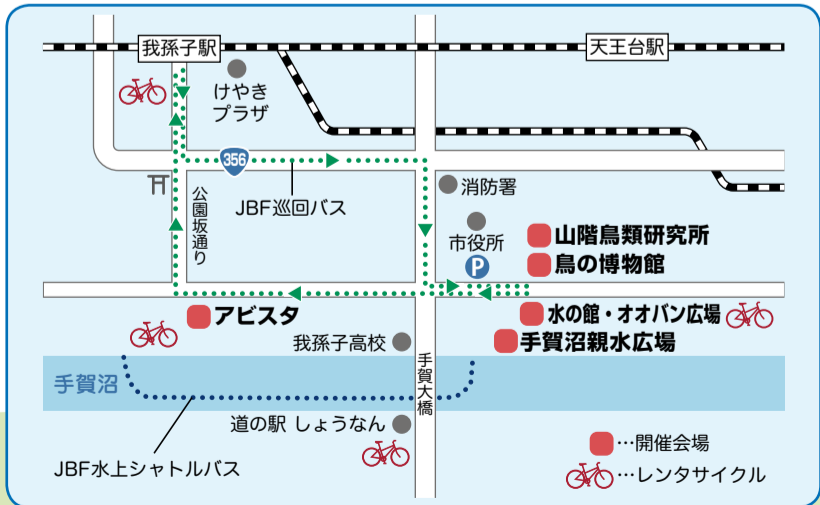 我孫子駅
天王台駅
けやき
プラザ
356
JBF巡回バス
公園坂通り
消防署
市役所
P
山階鳥類研究所
鳥の博物館
アビスタ
水の館・オオバン広場
手賀沼親水広場
我孫子高校
手賀大橋
手賀沼
道の駅 しょうなん
JBF水上シャトルバス
…開催会場
…レンタサイクル